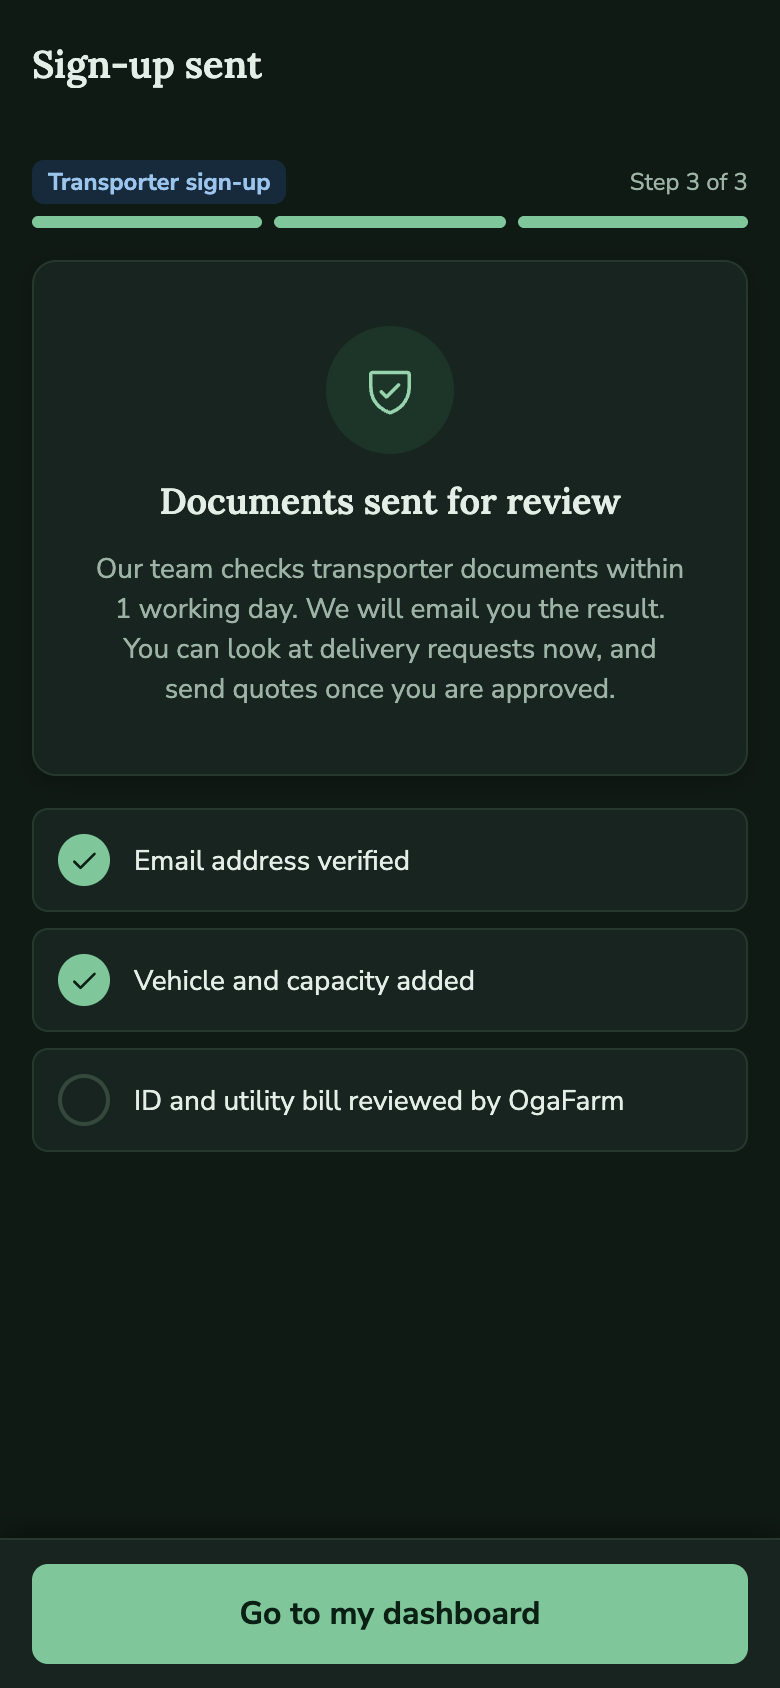 Sign-up sent
Transporter sign-up
Step 3 of 3
Documents sent for review
Our team checks transporter documents within
1 working day. We will email you the result.
You can look at delivery requests now, and
send quotes once you are approved.
Email address verified
Vehicle and capacity added
ID and utility bill reviewed by OgaFarm
Go to my dashboard